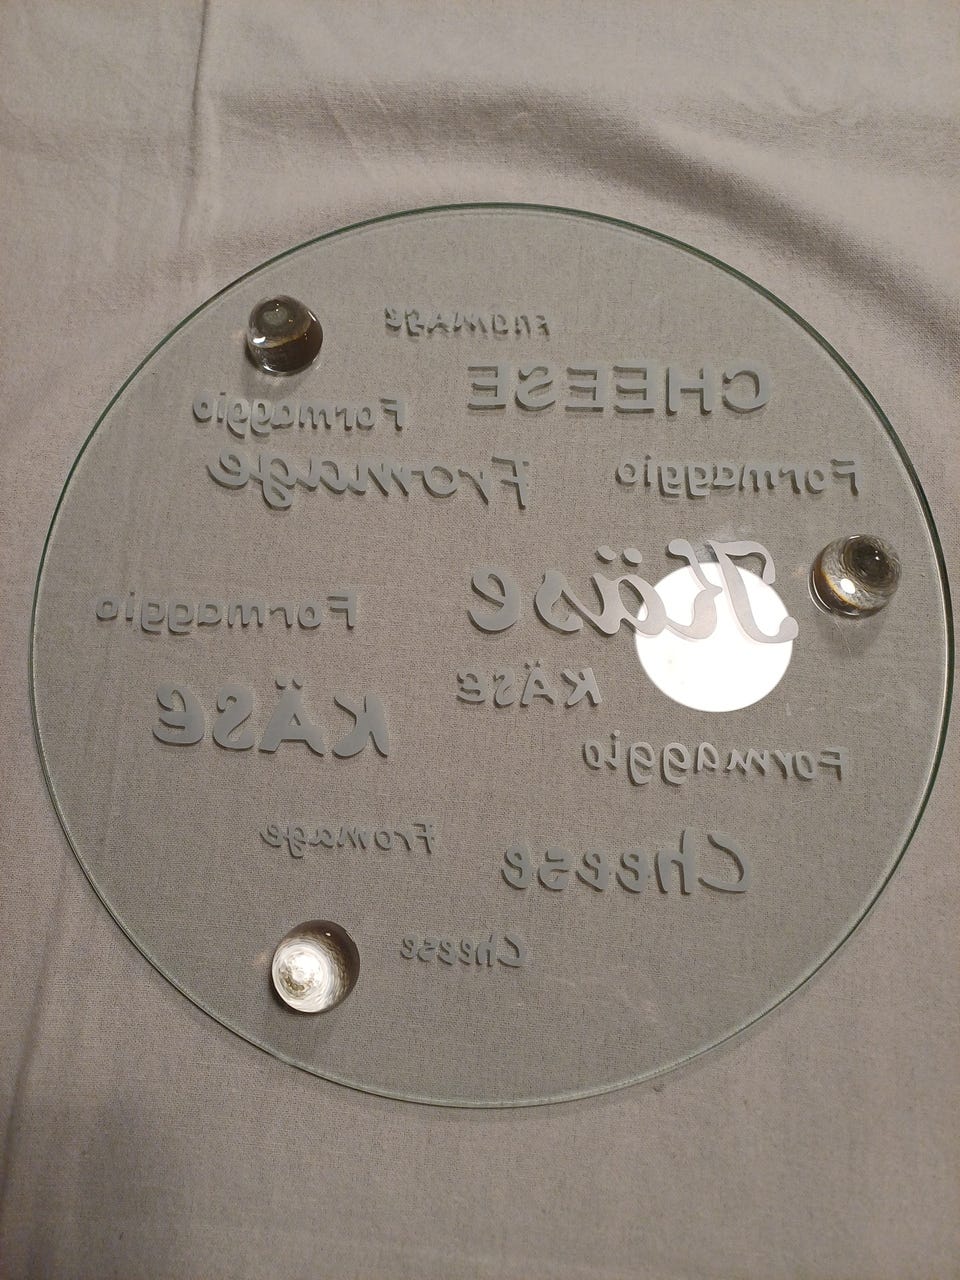 FROMAGE
CHEESE
Formaggio
Fromage
Formaggio
Käse
Formaggio
KÄSE
KÄSE
Formaggio
Fromage
Cheese
Cheese